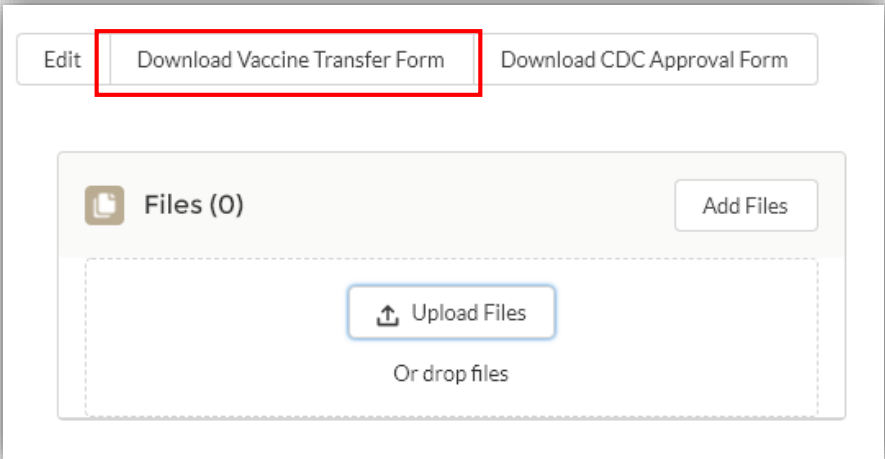 Edit Download Vaccine Transfer Form Download CDC Approval Form
Files (0) Add Files
Upload Files
Or drop files